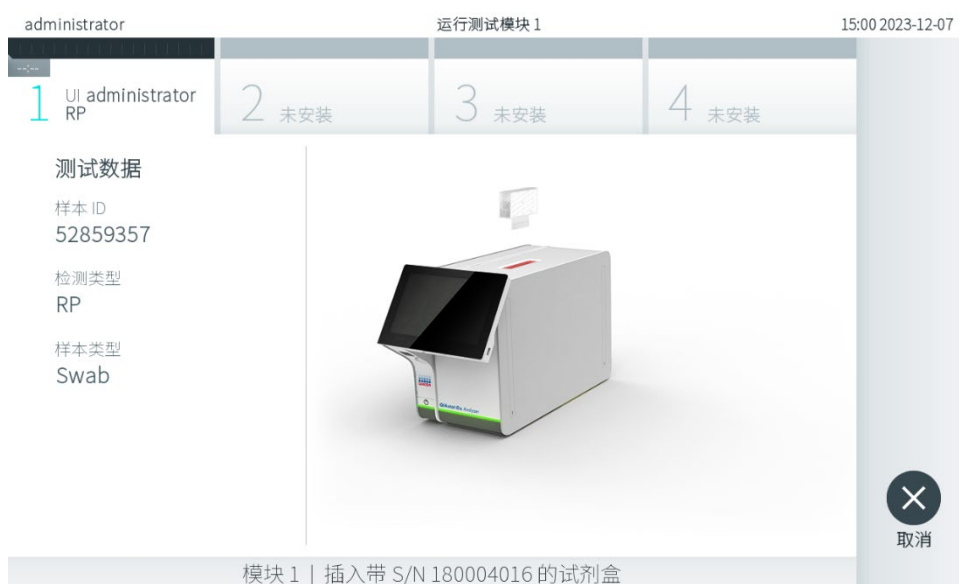 administrator
运行测试模块 1
15:00 2023-12-07
--:--
1 UI administrator
RP
2 未安装
3 未安装
4 未安装
测试数据
样本 ID
52859357
检测类型
RP
样本类型
Swab
取消
模块 1 | 插入带 S/N 180004016 的试剂盒